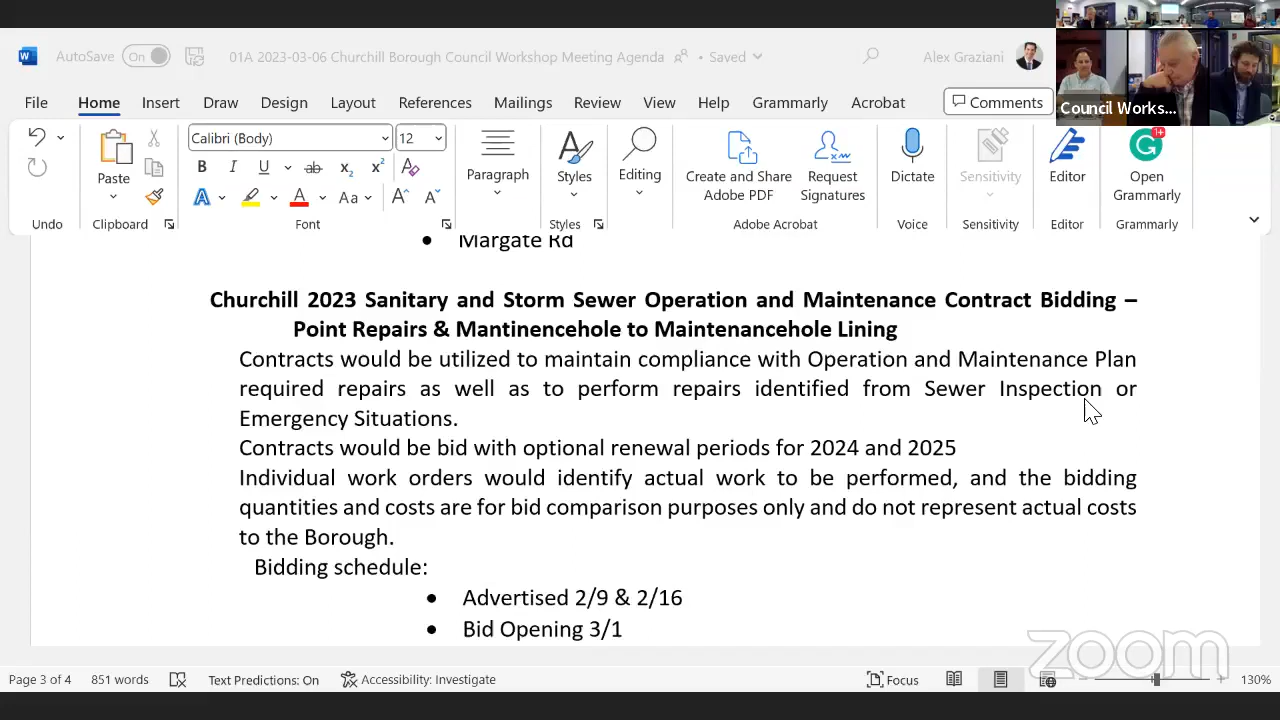 AutoSave On 01A 2023-03-06 Churchill Borough Council Workshop Meeting Agenda • Saved Alex Graziani
File Home Insert Draw Design Layout References Mailings Review View Help Grammarly Acrobat Comments
Council Works...
Calibri (Body) 12
Paste Paragraph Styles Editing Create and Share Adobe PDF Request Signatures Dictate Sensitivity Editor Open Grammarly
Undo Clipboard Font Styles Adobe Acrobat Voice Sensitivity Editor Grammarly
• Margate Rd
Churchill 2023 Sanitary and Storm Sewer Operation and Maintenance Contract Bidding –
Point Repairs & Mantinencehole to Maintenancehole Lining
Contracts would be utilized to maintain compliance with Operation and Maintenance Plan
required repairs as well as to perform repairs identified from Sewer Inspection or
Emergency Situations.
Contracts would be bid with optional renewal periods for 2024 and 2025
Individual work orders would identify actual work to be performed, and the bidding
quantities and costs are for bid comparison purposes only and do not represent actual costs
to the Borough.
Bidding schedule:
• Advertised 2/9 & 2/16
• Bid Opening 3/1
zoom
Page 3 of 4 851 words Text Predictions: On Accessibility: Investigate Focus 130%